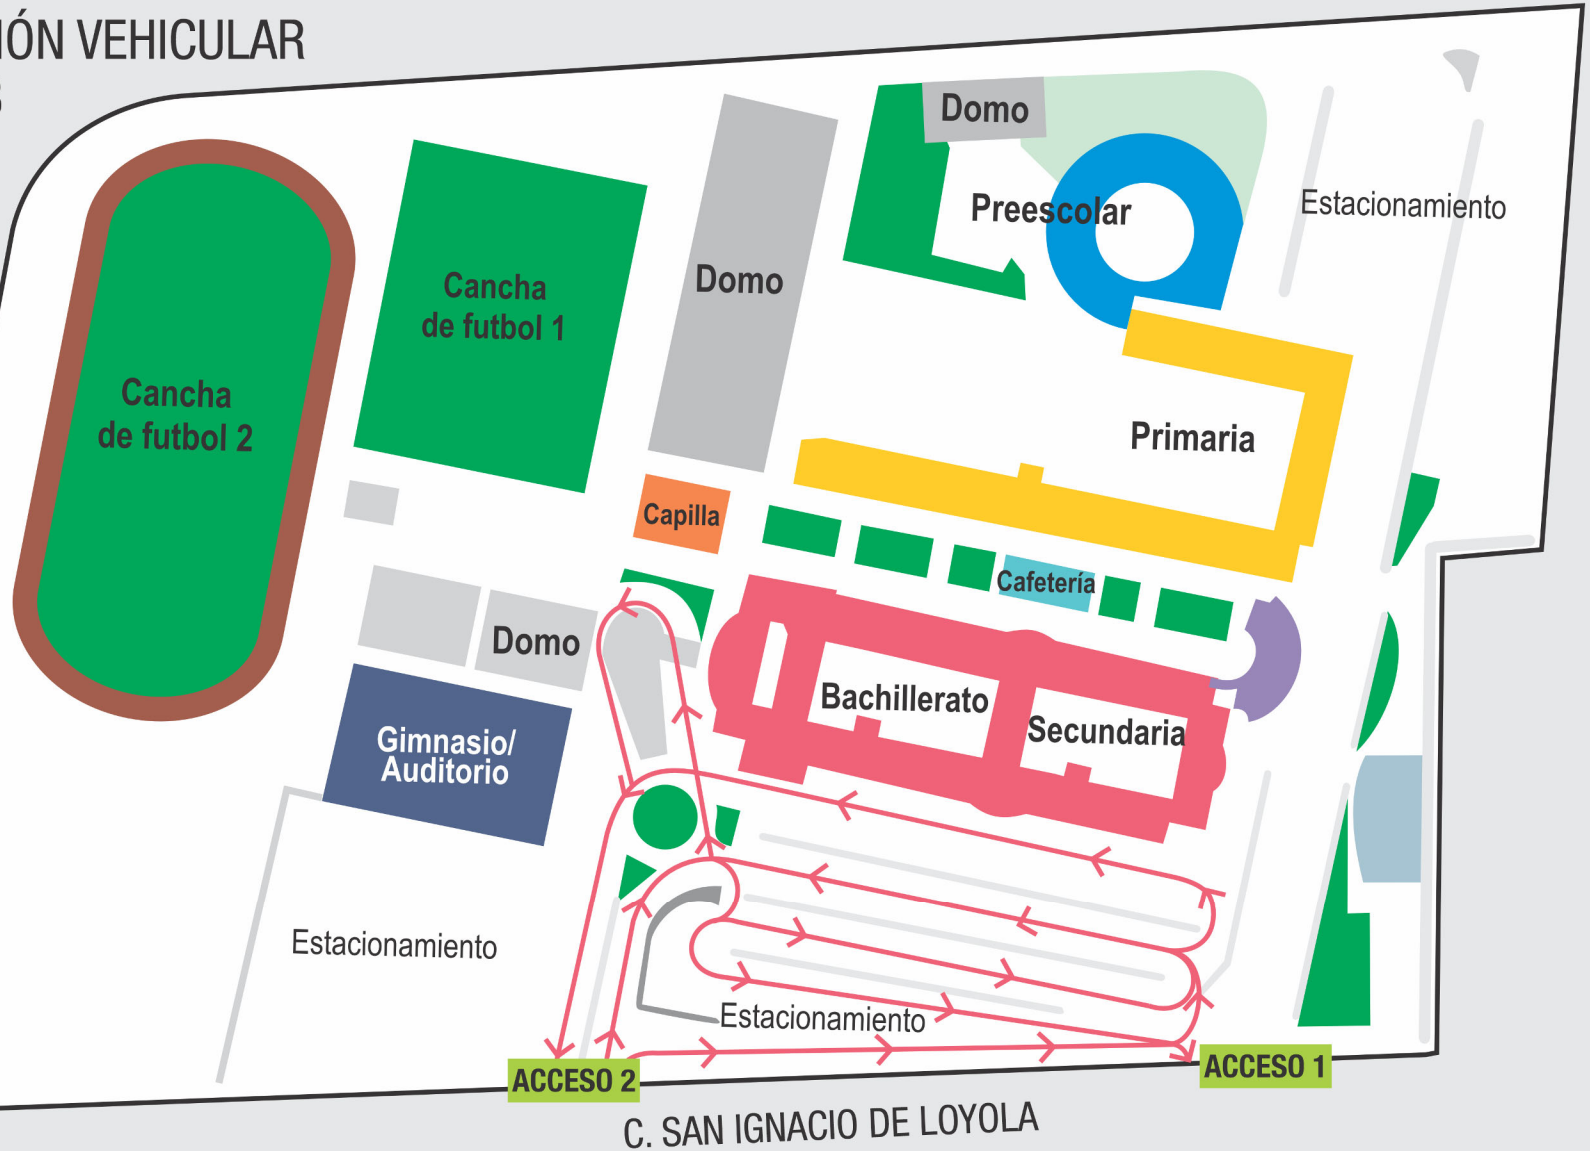 IÓN VEHICULAR
S
Domo
Preescolar
Estacionamiento
Cancha
de futbol 1
Domo
Cancha
de futbol 2
Primaria
Capilla
Cafetería
Domo
Bachillerato
Secundaria
Gimnasio/
Auditorio
Estacionamiento
Estacionamiento
ACCESO 2
ACCESO 1
C. SAN IGNACIO DE LOYOLA